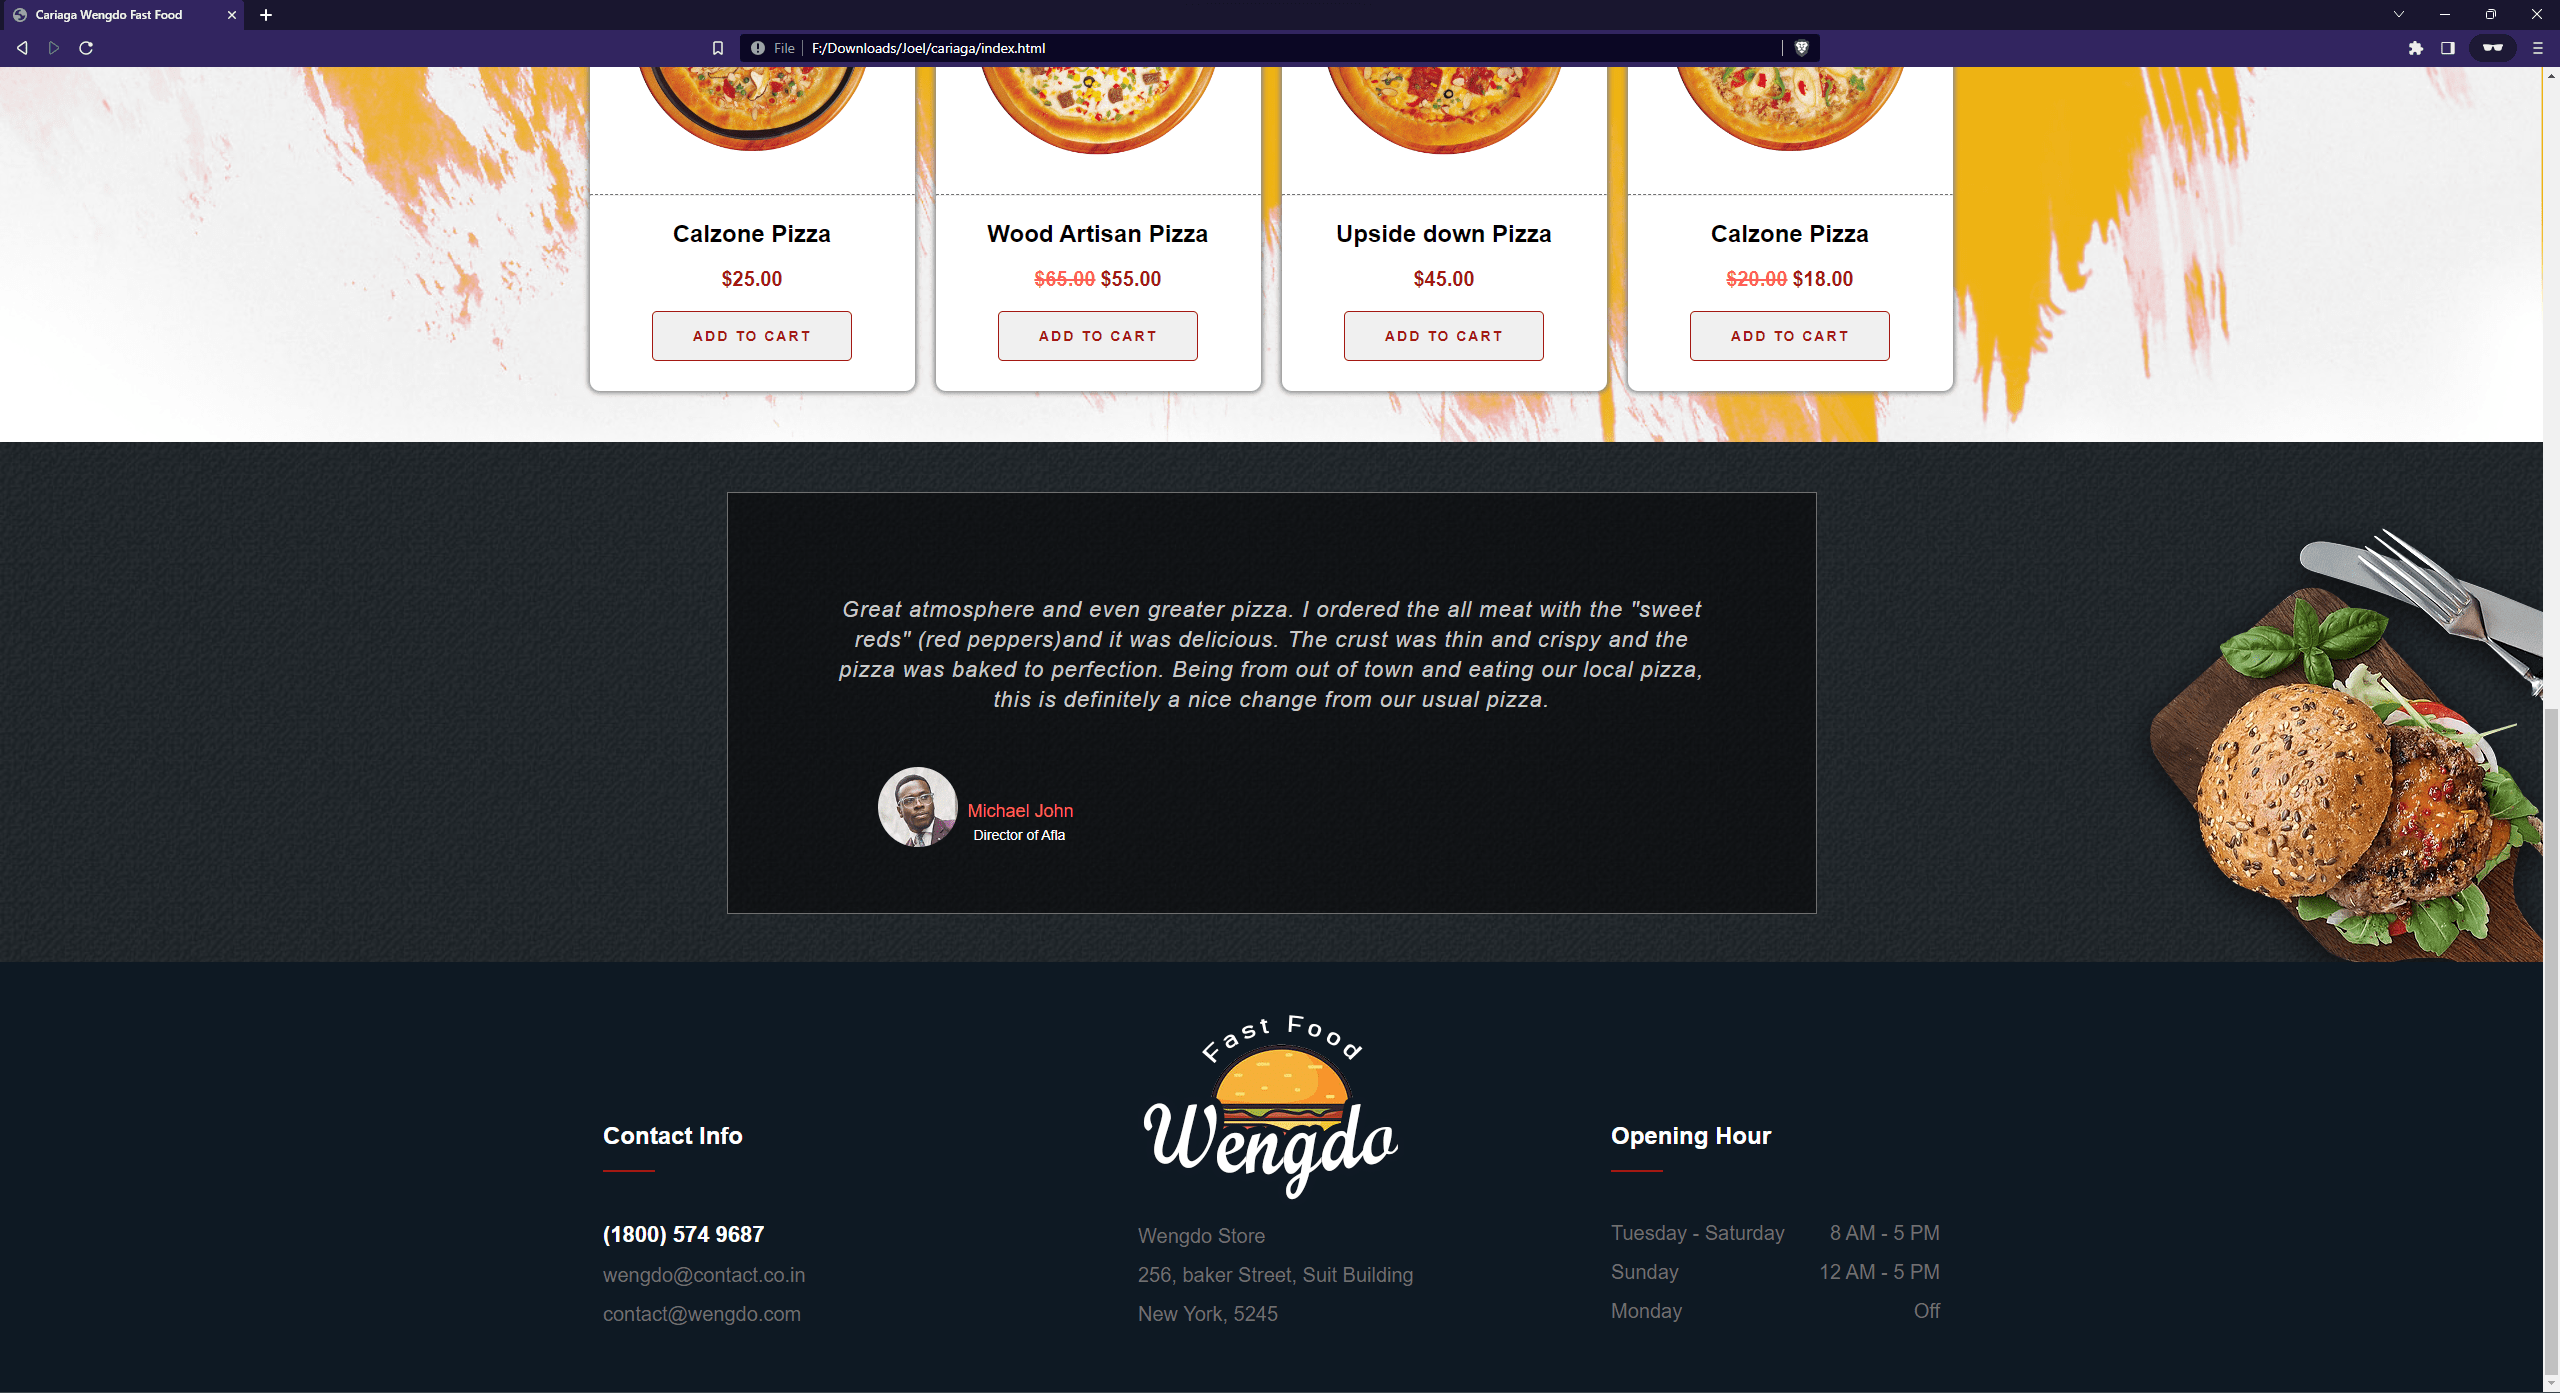 Cariaga Wengdo Fast Food
File
F:/Downloads/Joel/cariaga/index.html
Calzone Pizza
$25.00
ADD TO CART
Wood Artisan Pizza
$65.00 $55.00
ADD TO CART
Upside down Pizza
$45.00
ADD TO CART
Calzone Pizza
$20.00 $18.00
ADD TO CART
Great atmosphere and even greater pizza. I ordered the all meat with the "sweet
reds" (red peppers)and it was delicious. The crust was thin and crispy and the
pizza was baked to perfection. Being from out of town and eating our local pizza,
this is definitely a nice change from our usual pizza.
Michael John
Director of Afla
Contact Info
(1800) 574 9687
wengdo@contact.co.in
contact@wengdo.com
Fast Food
Wengdo
Wengdo Store
256, baker Street, Suit Building
New York, 5245
Opening Hour
Tuesday - Saturday 8 AM - 5 PM
Sunday 12 AM - 5 PM
Monday Off